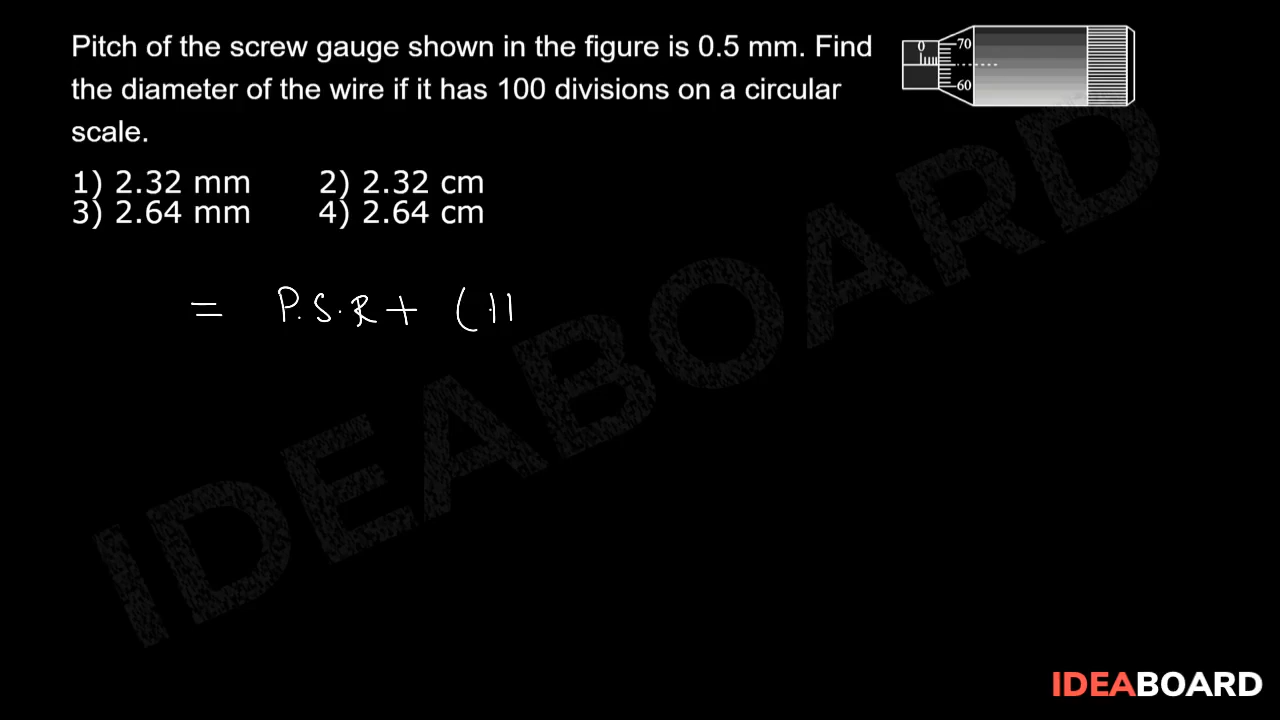 Pitch of the screw gauge shown in the figure is 0.5 mm. Find
the diameter of the wire if it has 100 divisions on a circular
scale.
0
70
60
1) 2.32 mm 2) 2.32 cm
3) 2.64 mm 4) 2.64 cm
= P.S.R + (
IDEABOARD
IDEABOARD